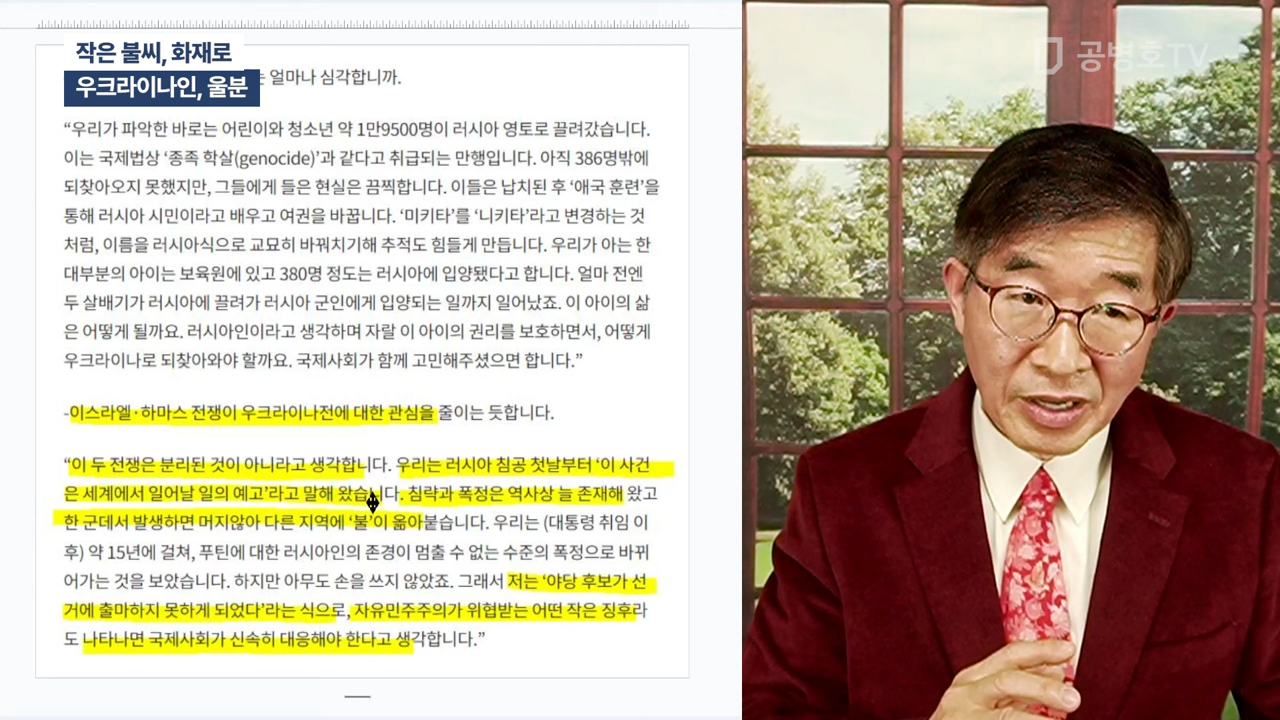 작은 불씨, 화재로
우크라이나인, 울분
는 얼마나 심각합니까.
“우리가 파악한 바로는 어린이와 청소년 약 1만9500명이 러시아 영토로 끌려갔습니다.
이는 국제법상 ‘종족 학살(genocide)’과 같다고 취급되는 만행입니다. 아직 386명밖에
되찾아오지 못했지만, 그들에게 들은 현실은 끔찍합니다. 이들은 납치된 후 ‘애국 훈련’을
통해 러시아 시민이라고 배우고 여권을 바꿉니다. ‘미키타’를 ‘니키타’라고 변경하는 것
처럼, 이름을 러시아식으로 교묘히 바꿔치기해 추적도 힘들게 만듭니다. 우리가 아는 한
대부분의 아이는 보육원에 있고 380명 정도는 러시아에 입양됐다고 합니다. 얼마 전엔
두 살배기가 러시아에 끌려가 러시아 군인에게 입양되는 일까지 일어났죠. 이 아이의 삶
은 어떻게 될까요. 러시아인이라고 생각하며 자랄 이 아이의 권리를 보호하면서, 어떻게
우크라이나로 되찾아와야 할까요. 국제사회가 함께 고민해주셨으면 합니다.”
-이스라엘·하마스 전쟁이 우크라이나전에 대한 관심을 줄이는 듯합니다.
“이 두 전쟁은 분리된 것이 아니라고 생각합니다. 우리는 러시아 침공 첫날부터 ‘이 사건
은 세계에서 일어날 일의 예고’라고 말해 왔습니다. 침략과 폭정은 역사상 늘 존재해 왔고
한 군데서 발생하면 머지않아 다른 지역에 ‘불’이 옮아붙습니다. 우리는 (대통령 취임 이
후) 약 15년에 걸쳐, 푸틴에 대한 러시아인의 존경이 멈출 수 없는 수준의 폭정으로 바뀌
어가는 것을 보았습니다. 하지만 아무도 손을 쓰지 않았죠. 그래서 저는 ‘야당 후보가 선
거에 출마하지 못하게 되었다’라는 식으로, 자유민주주의가 위협받는 어떤 작은 징후라
도 나타나면 국제사회가 신속히 대응해야 한다고 생각합니다.”
공병호TV